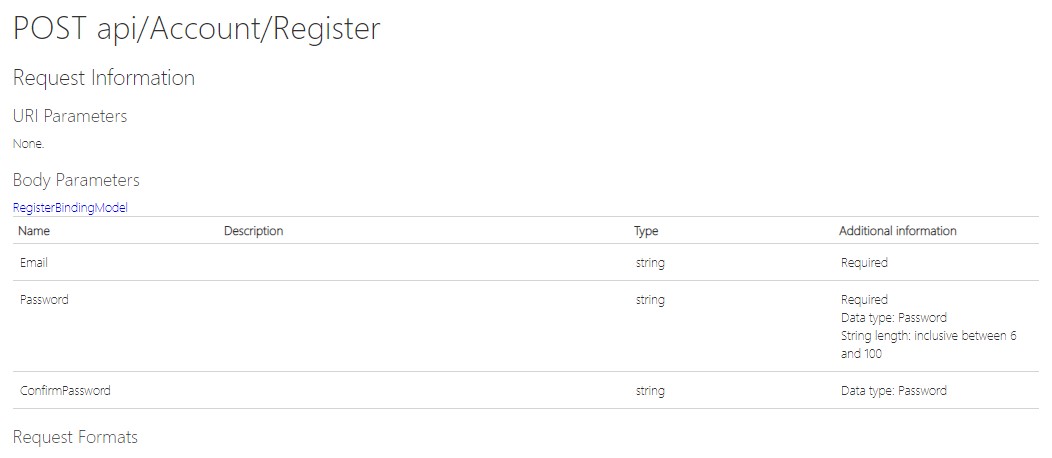 POST api/Account/Register
Request Information
URI Parameters
None.
Body Parameters
RegisterBindingModel
Name Description Type Additional information
Email string Required
Password string Required
Data type: Password
String length: inclusive between 6
and 100
ConfirmPassword string Data type: Password
Request Formats